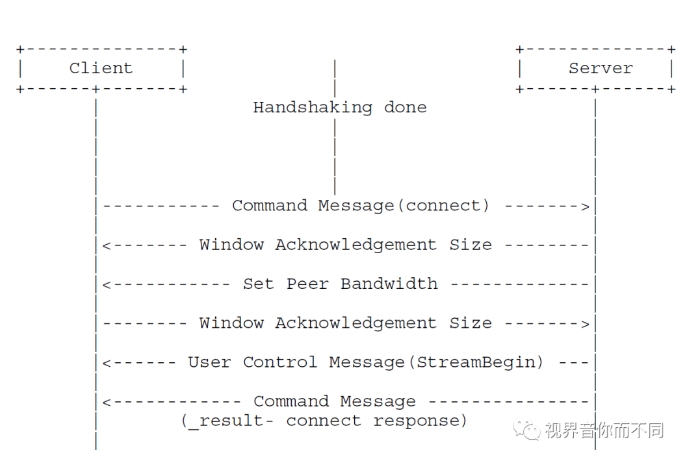 Client
Server
Handshaking done
Command Message(connect)
Window Acknowledgement Size
Set Peer Bandwidth
Window Acknowledgement Size
User Control Message(StreamBegin)
Command Message
(_result- connect response)
视界音你而不同